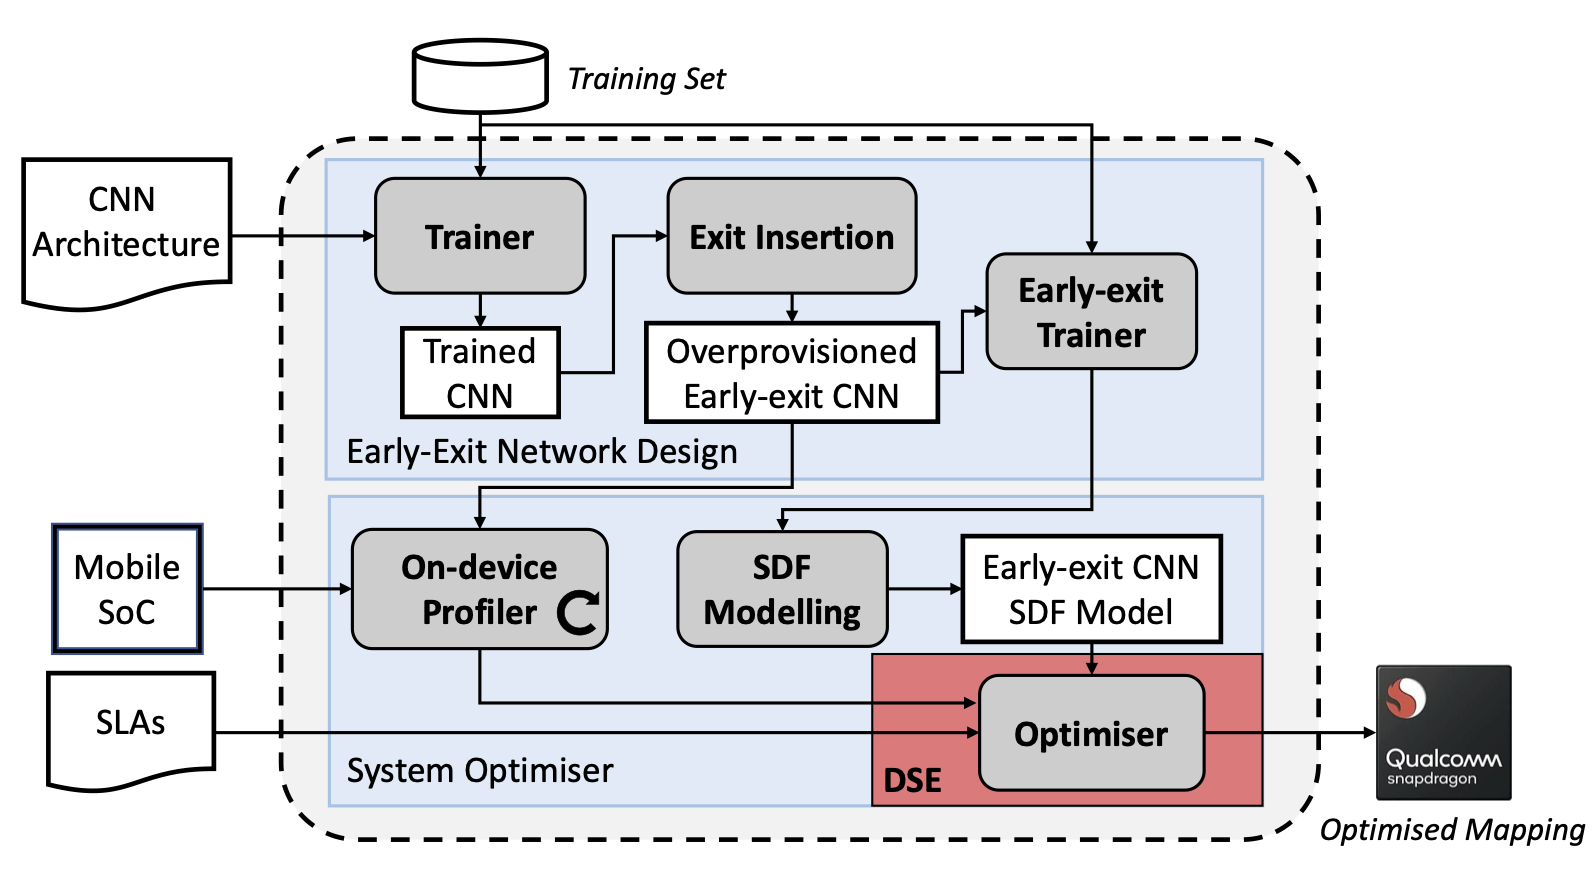 Training Set
CNN
Architecture
Trainer
Exit Insertion
Early-exit
Trainer
Trained
CNN
Overprovisioned
Early-exit CNN
Early-Exit Network Design
Mobile
SoC
On-device
Profiler
SDF
Modelling
Early-exit CNN
SDF Model
SLAs
Optimiser
System Optimiser
DSE
Qualcomm
snapdragon
Optimised Mapping